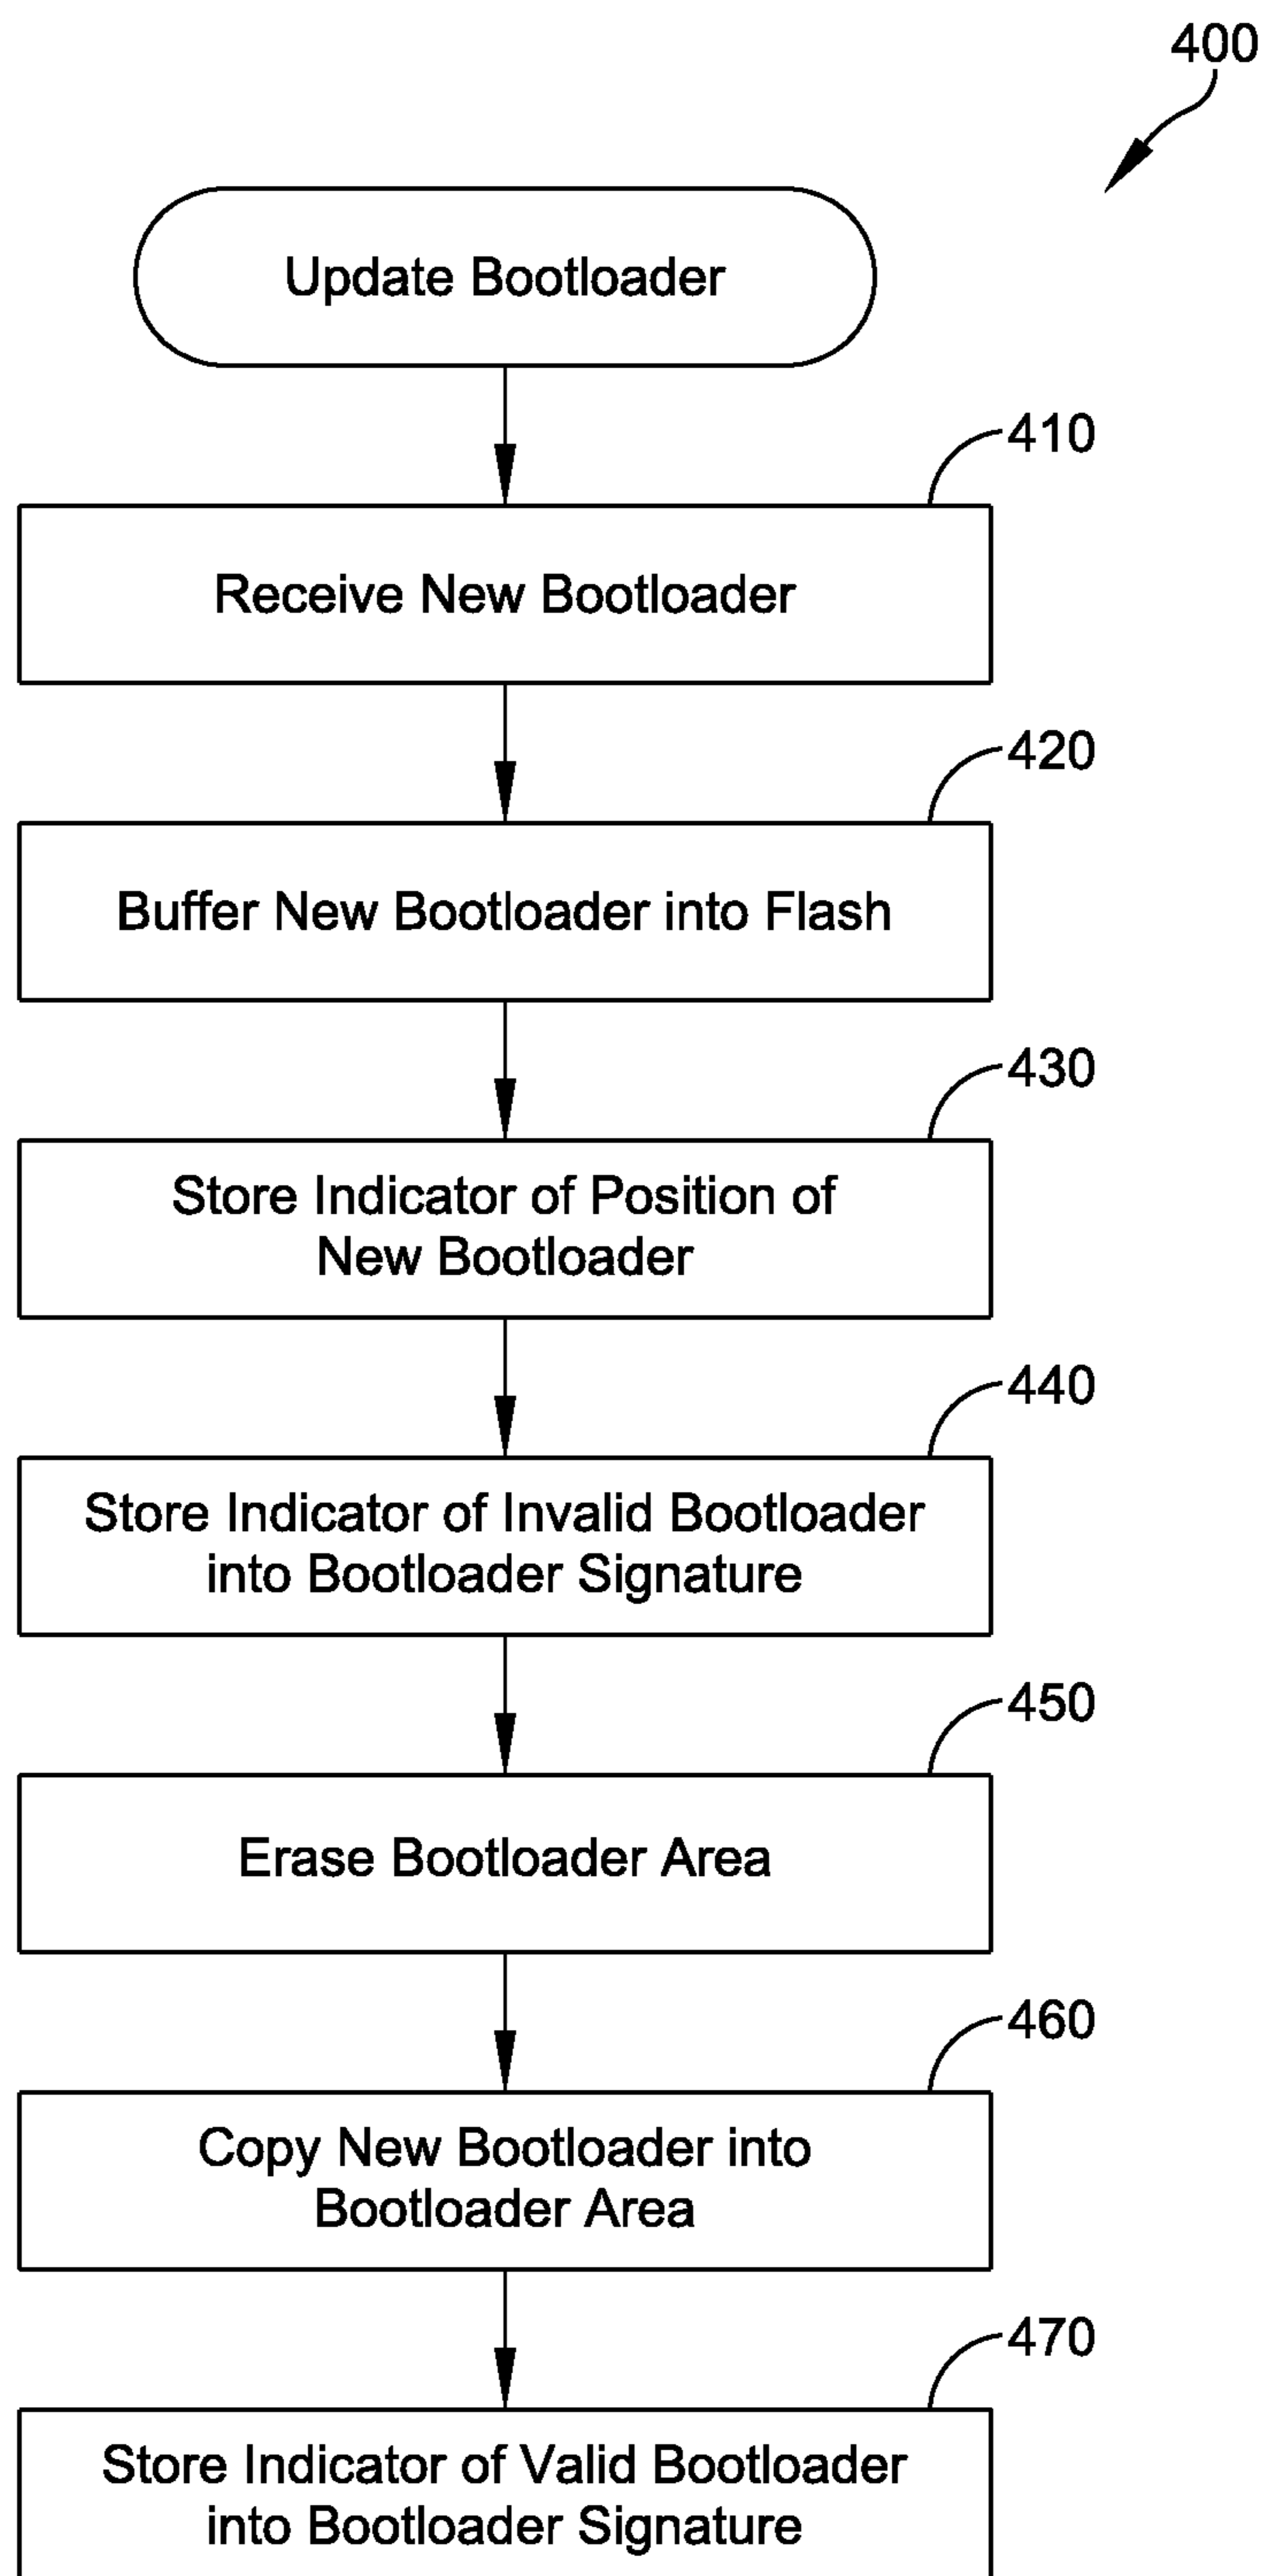 400
Update Bootloader
410
Receive New Bootloader
420
Buffer New Bootloader into Flash
430
Store Indicator of Position of
New Bootloader
440
Store Indicator of Invalid Bootloader
into Bootloader Signature
450
Erase Bootloader Area
460
Copy New Bootloader into
Bootloader Area
470
Store Indicator of Valid Bootloader
into Bootloader Signature